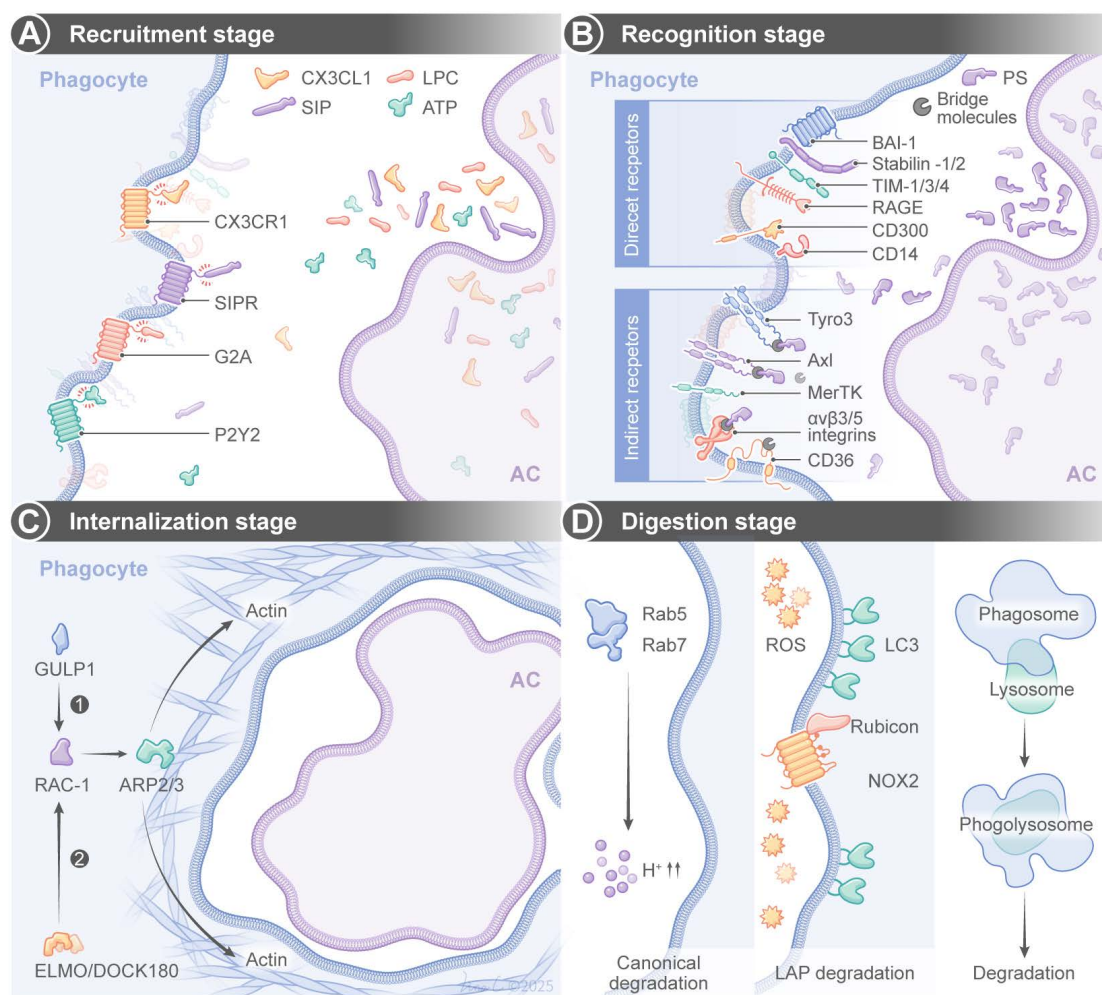 A Recruitment stage
Phagocyte
CX3CL1
LPC
SIP
ATP
CX3CR1
SIPR
G2A
P2Y2
AC
B Recognition stage
Phagocyte
PS
Bridge
molecules
Direcet recpetors
BAI-1
Stabilin -1/2
TIM-1/3/4
RAGE
CD300
CD14
Indirect recpetors
Tyro3
Axl
MerTK
αvβ3/5
integrins
CD36
AC
C Internalization stage
Phagocyte
Actin
GULP1
1
RAC-1
ARP2/3
2
ELMO/DOCK180
Actin
AC
©2025
D Digestion stage
Rab5
Rab7
H⁺ ↑↑
Canonical
degradation
ROS
LC3
Rubicon
NOX2
LAP degradation
Phagosome
Lysosome
Phogolysosome
Degradation